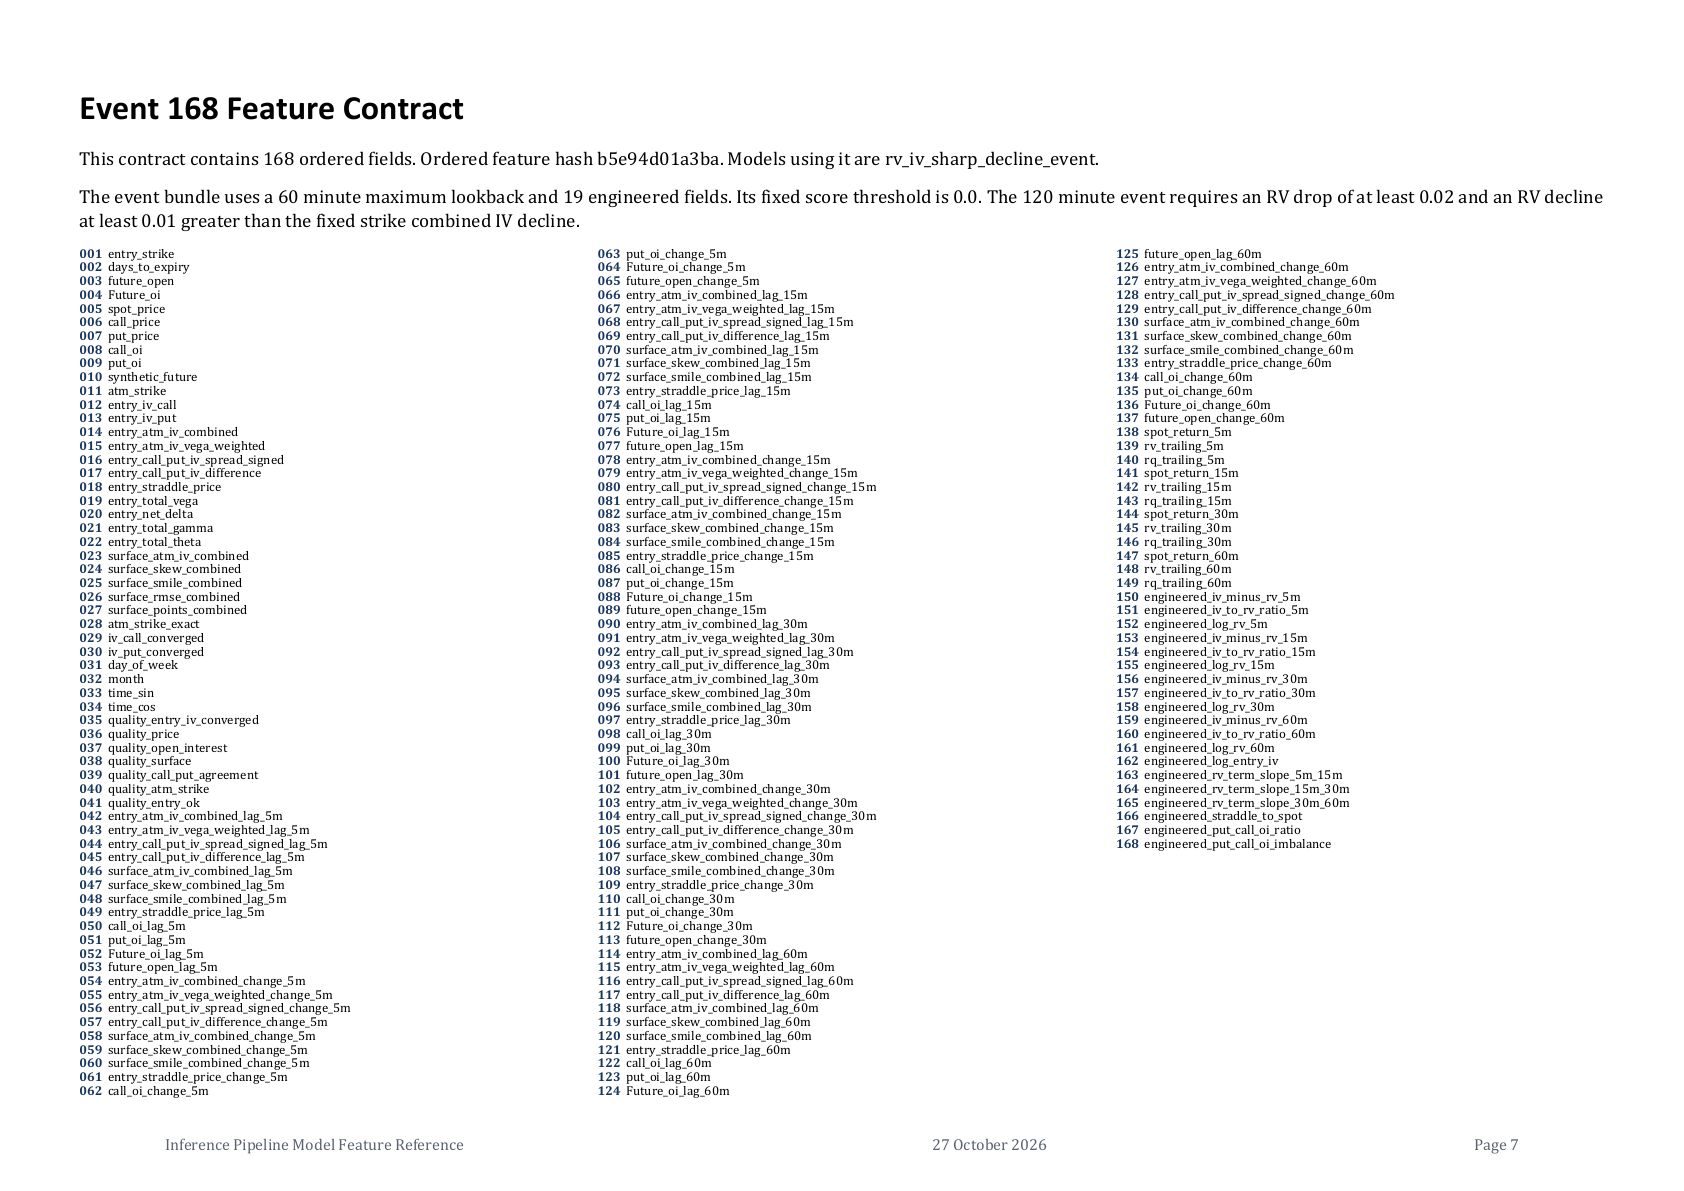 Event 168 Feature Contract
This contract contains 168 ordered fields. Ordered feature hash b5e94d01a3ba. Models using it are rv_iv_sharp_decline_event.
The event bundle uses a 60 minute maximum lookback and 19 engineered fields. Its fixed score threshold is 0.0. The 120 minute event requires an RV drop of at least 0.02 and an RV decline
at least 0.01 greater than the fixed strike combined IV decline.
001 entry_strike
002 days_to_expiry
003 future_open
004 Future_oi
005 spot_price
006 call_price
007 put_price
008 call_oi
009 put_oi
010 synthetic_future
011 atm_strike
012 entry_iv_call
013 entry_iv_put
014 entry_atm_iv_combined
015 entry_atm_iv_vega_weighted
016 entry_call_put_iv_spread_signed
017 entry_call_put_iv_difference
018 entry_straddle_price
019 entry_total_vega
020 entry_net_delta
021 entry_total_gamma
022 entry_total_theta
023 surface_atm_iv_combined
024 surface_skew_combined
025 surface_smile_combined
026 surface_rmse_combined
027 surface_points_combined
028 atm_strike_exact
029 iv_call_converged
030 iv_put_converged
031 day_of_week
032 month
033 time_sin
034 time_cos
035 quality_entry_iv_converged
036 quality_price
037 quality_open_interest
038 quality_surface
039 quality_call_put_agreement
040 quality_atm_strike
041 quality_entry_ok
042 entry_atm_iv_combined_lag_5m
043 entry_atm_iv_vega_weighted_lag_5m
044 entry_call_put_iv_spread_signed_lag_5m
045 entry_call_put_iv_difference_lag_5m
046 surface_atm_iv_combined_lag_5m
047 surface_skew_combined_lag_5m
048 surface_smile_combined_lag_5m
049 entry_straddle_price_lag_5m
050 call_oi_lag_5m
051 put_oi_lag_5m
052 Future_oi_lag_5m
053 future_open_lag_5m
054 entry_atm_iv_combined_change_5m
055 entry_atm_iv_vega_weighted_change_5m
056 entry_call_put_iv_spread_signed_change_5m
057 entry_call_put_iv_difference_change_5m
058 surface_atm_iv_combined_change_5m
059 surface_skew_combined_change_5m
060 surface_smile_combined_change_5m
061 entry_straddle_price_change_5m
062 call_oi_change_5m
063 put_oi_change_5m
064 Future_oi_change_5m
065 future_open_change_5m
066 entry_atm_iv_combined_lag_15m
067 entry_atm_iv_vega_weighted_lag_15m
068 entry_call_put_iv_spread_signed_lag_15m
069 entry_call_put_iv_difference_lag_15m
070 surface_atm_iv_combined_lag_15m
071 surface_skew_combined_lag_15m
072 surface_smile_combined_lag_15m
073 entry_straddle_price_lag_15m
074 call_oi_lag_15m
075 put_oi_lag_15m
076 Future_oi_lag_15m
077 future_open_lag_15m
078 entry_atm_iv_combined_change_15m
079 entry_atm_iv_vega_weighted_change_15m
080 entry_call_put_iv_spread_signed_change_15m
081 entry_call_put_iv_difference_change_15m
082 surface_atm_iv_combined_change_15m
083 surface_skew_combined_change_15m
084 surface_smile_combined_change_15m
085 entry_straddle_price_change_15m
086 call_oi_change_15m
087 put_oi_change_15m
088 Future_oi_change_15m
089 future_open_change_15m
090 entry_atm_iv_combined_lag_30m
091 entry_atm_iv_vega_weighted_lag_30m
092 entry_call_put_iv_spread_signed_lag_30m
093 entry_call_put_iv_difference_lag_30m
094 surface_atm_iv_combined_lag_30m
095 surface_skew_combined_lag_30m
096 surface_smile_combined_lag_30m
097 entry_straddle_price_lag_30m
098 call_oi_lag_30m
099 put_oi_lag_30m
100 Future_oi_lag_30m
101 future_open_lag_30m
102 entry_atm_iv_combined_change_30m
103 entry_atm_iv_vega_weighted_change_30m
104 entry_call_put_iv_spread_signed_change_30m
105 entry_call_put_iv_difference_change_30m
106 surface_atm_iv_combined_change_30m
107 surface_skew_combined_change_30m
108 surface_smile_combined_change_30m
109 entry_straddle_price_change_30m
110 call_oi_change_30m
111 put_oi_change_30m
112 Future_oi_change_30m
113 future_open_change_30m
114 entry_atm_iv_combined_lag_60m
115 entry_atm_iv_vega_weighted_lag_60m
116 entry_call_put_iv_spread_signed_lag_60m
117 entry_call_put_iv_difference_lag_60m
118 surface_atm_iv_combined_lag_60m
119 surface_skew_combined_lag_60m
120 surface_smile_combined_lag_60m
121 entry_straddle_price_lag_60m
122 call_oi_lag_60m
123 put_oi_lag_60m
124 Future_oi_lag_60m
125 future_open_lag_60m
126 entry_atm_iv_combined_change_60m
127 entry_atm_iv_vega_weighted_change_60m
128 entry_call_put_iv_spread_signed_change_60m
129 entry_call_put_iv_difference_change_60m
130 surface_atm_iv_combined_change_60m
131 surface_skew_combined_change_60m
132 surface_smile_combined_change_60m
133 entry_straddle_price_change_60m
134 call_oi_change_60m
135 put_oi_change_60m
136 Future_oi_change_60m
137 future_open_change_60m
138 spot_return_5m
139 rv_trailing_5m
140 rq_trailing_5m
141 spot_return_15m
142 rv_trailing_15m
143 rq_trailing_15m
144 spot_return_30m
145 rv_trailing_30m
146 rq_trailing_30m
147 spot_return_60m
148 rv_trailing_60m
149 rq_trailing_60m
150 engineered_iv_minus_rv_5m
151 engineered_iv_to_rv_ratio_5m
152 engineered_log_rv_5m
153 engineered_iv_minus_rv_15m
154 engineered_iv_to_rv_ratio_15m
155 engineered_log_rv_15m
156 engineered_iv_minus_rv_30m
157 engineered_iv_to_rv_ratio_30m
158 engineered_log_rv_30m
159 engineered_iv_minus_rv_60m
160 engineered_iv_to_rv_ratio_60m
161 engineered_log_rv_60m
162 engineered_log_entry_iv
163 engineered_rv_term_slope_5m_15m
164 engineered_rv_term_slope_15m_30m
165 engineered_rv_term_slope_30m_60m
166 engineered_straddle_to_spot
167 engineered_put_call_oi_ratio
168 engineered_put_call_oi_imbalance
Inference Pipeline Model Feature Reference
27 October 2026
Page 7